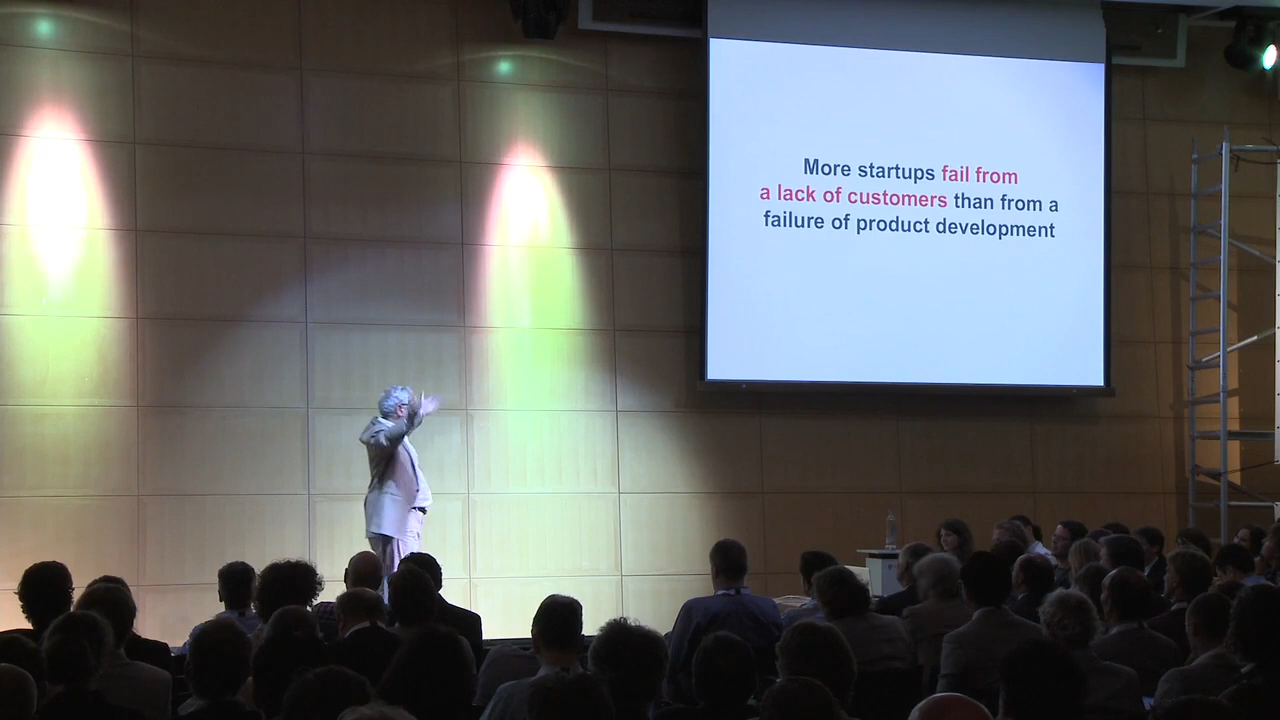 More startups fail from
a lack of customers than from a
failure of product development